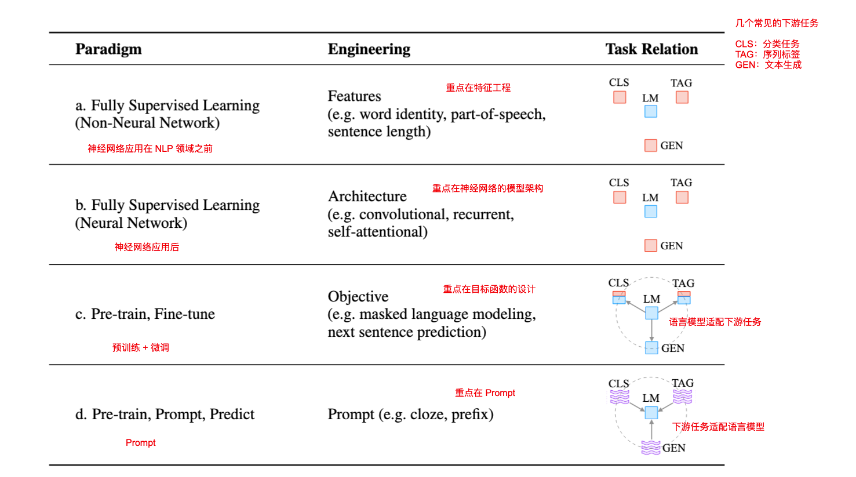 几个常见的下游任务
CLS：分类任务
TAG：序列标签
GEN：文本生成
Paradigm Engineering Task Relation
a. Fully Supervised Learning
(Non-Neural Network)
神经网络应用在 NLP 领域之前
重点在特征工程
Features
(e.g. word identity, part-of-speech,
sentence length)
CLS TAG
LM
GEN
b. Fully Supervised Learning
(Neural Network)
神经网络应用后
重点在神经网络的模型架构
Architecture
(e.g. convolutional, recurrent,
self-attentional)
CLS TAG
LM
GEN
c. Pre-train, Fine-tune
预训练 + 微调
重点在目标函数的设计
Objective
(e.g. masked language modeling,
next sentence prediction)
CLS TAG
LM
语言模型适配下游任务
GEN
d. Pre-train, Prompt, Predict
Prompt
重点在 Prompt
Prompt (e.g. cloze, prefix)
CLS TAG
LM
下游任务适配语言模型
GEN